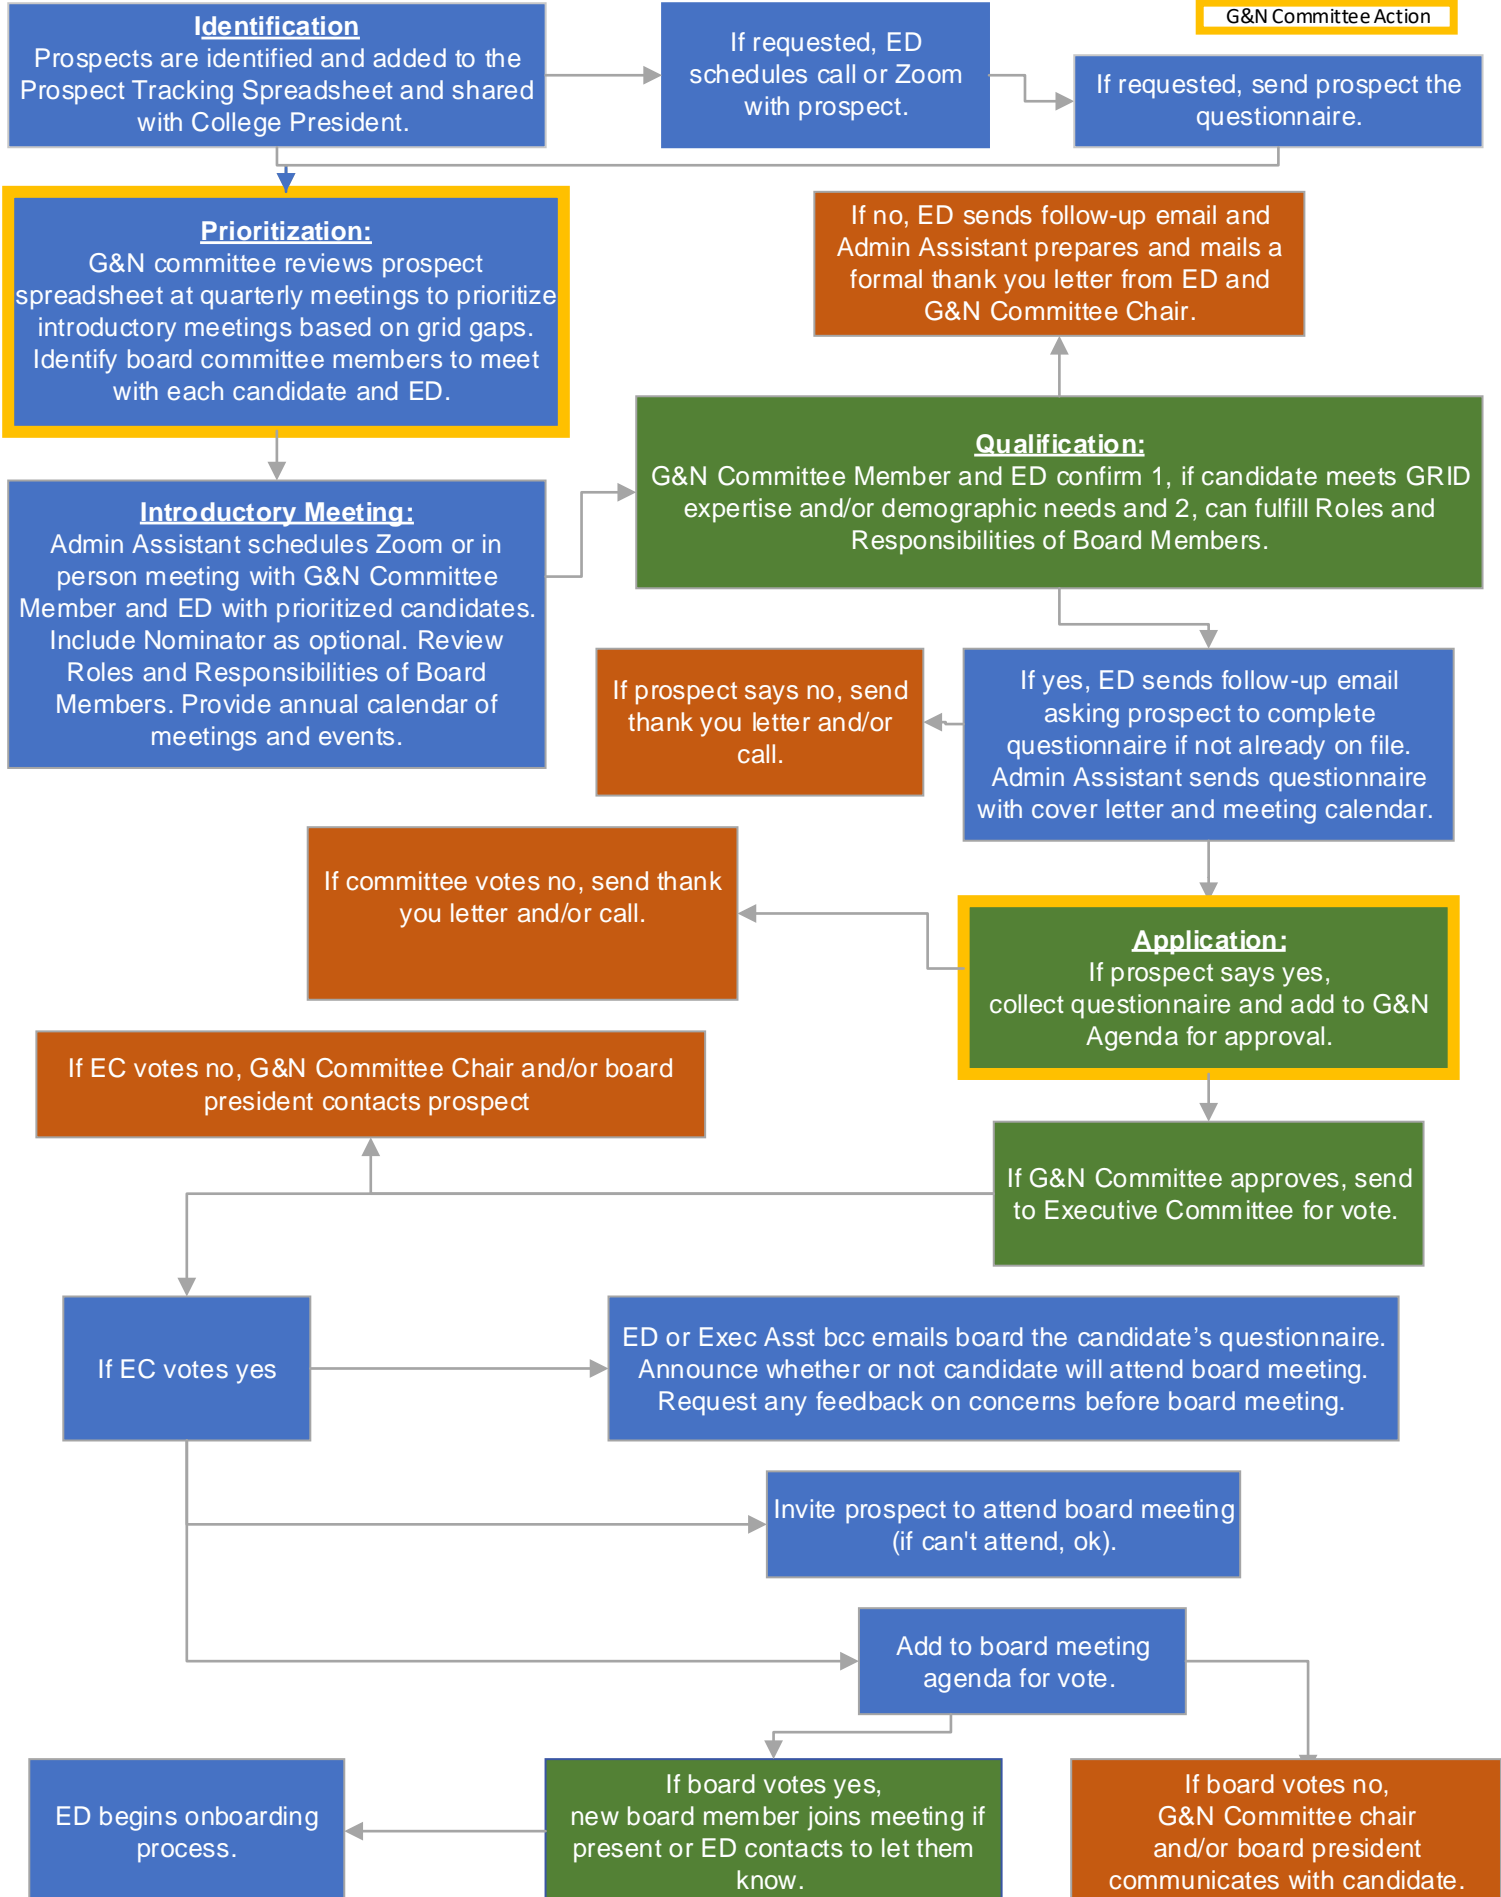 Identification
Prospects are identified and added to the
Prospect Tracking Spreadsheet and shared
with College President.
If requested, ED
schedules call or Zoom
with prospect.
G&N Committee Action
If requested, send prospect the
questionnaire.
Prioritization:
G&N committee reviews prospect
spreadsheet at quarterly meetings to prioritize
introductory meetings based on grid gaps.
Identify board committee members to meet
with each candidate and ED.
If no, ED sends follow-up email and
Admin Assistant prepares and mails a
formal thank you letter from ED and
G&N Committee Chair.
Qualification:
G&N Committee Member and ED confirm 1, if candidate meets GRID
expertise and/or demographic needs and 2, can fulfill Roles and
Responsibilities of Board Members.
Introductory Meeting:
Admin Assistant schedules Zoom or in
person meeting with G&N Committee
Member and ED with prioritized candidates.
Include Nominator as optional. Review
Roles and Responsibilities of Board
Members. Provide annual calendar of
meetings and events.
If prospect says no, send
thank you letter and/or
call.
If yes, ED sends follow-up email
asking prospect to complete
questionnaire if not already on file.
Admin Assistant sends questionnaire
with cover letter and meeting calendar.
If committee votes no, send thank
you letter and/or call.
Application:
If prospect says yes,
collect questionnaire and add to G&N
Agenda for approval.
If EC votes no, G&N Committee Chair and/or board
president contacts prospect
If G&N Committee approves, send
to Executive Committee for vote.
If EC votes yes
ED or Exec Asst bcc emails board the candidate’s questionnaire.
Announce whether or not candidate will attend board meeting.
Request any feedback on concerns before board meeting.
Invite prospect to attend board meeting
(if can't attend, ok).
Add to board meeting
agenda for vote.
ED begins onboarding
process.
If board votes yes,
new board member joins meeting if
present or ED contacts to let them
know.
If board votes no,
G&N Committee chair
and/or board president
communicates with candidate.